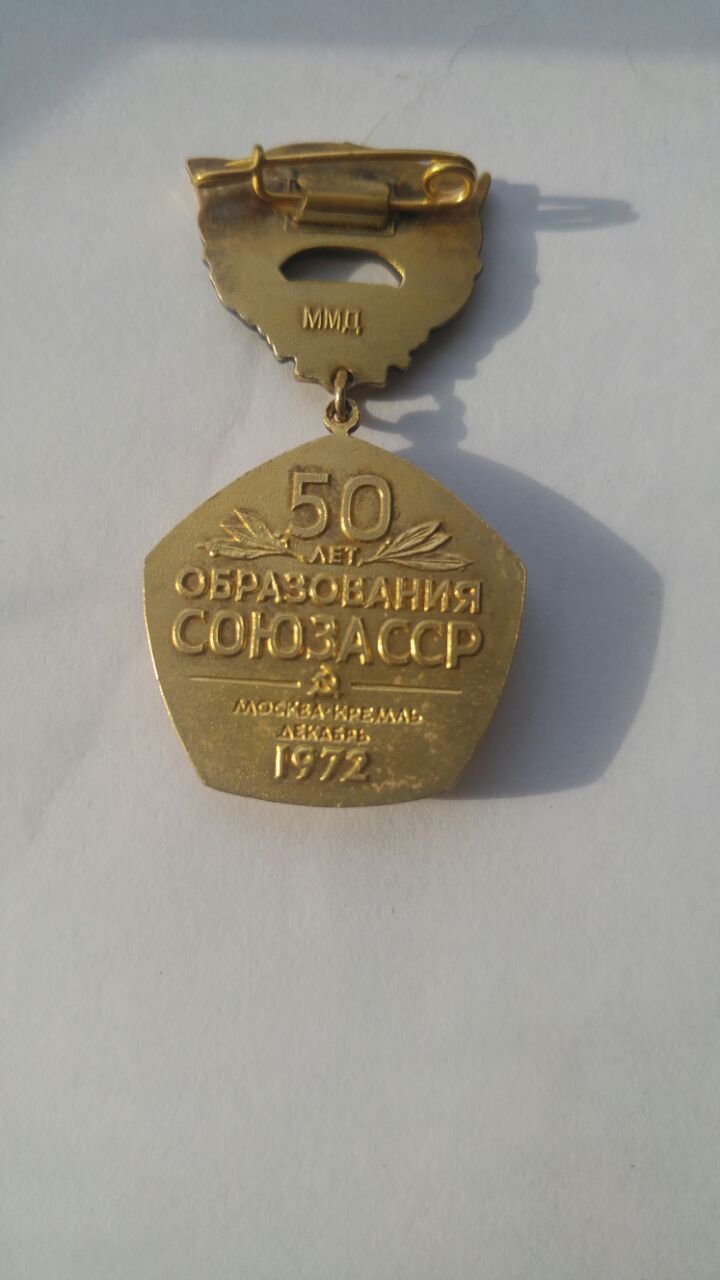 ММД
50
ЛЕТ
ОБРАЗОВАНИЯ
СОЮЗА ССР
МОСКВА-КРЕМЛЬ
ДЕКАБРЬ
1972